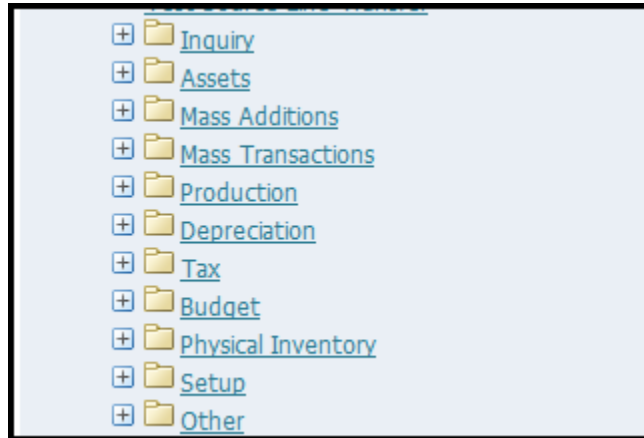 Inquiry
Assets
Mass Additions
Mass Transactions
Production
Depreciation
Tax
Budget
Physical Inventory
Setup
Other